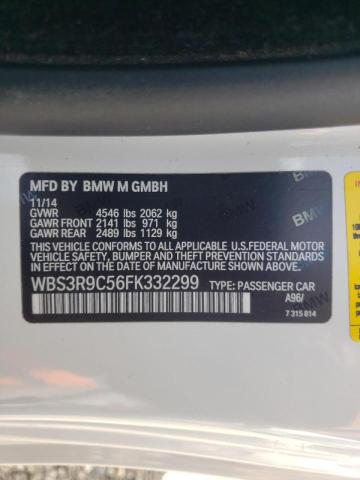 MFD BY BMW M GMBH
11/14
GVWR 4546 lbs 2062 kg
GAWR FRONT 2141 lbs 971 kg
GAWR REAR 2489 lbs 1129 kg
THIS VEHICLE CONFORMS TO ALL APPLICABLE U.S.FEDERAL MOTOR
VEHICLE SAFETY, BUMPER, AND THEFT PREVENTION STANDARDS
IN EFFECT ON THE DATE OF MANUFACTURE SHOWN ABOVE.
WBS3R9C56FK332299 TYPE: PASSENGER CAR
A96/
7 315 814